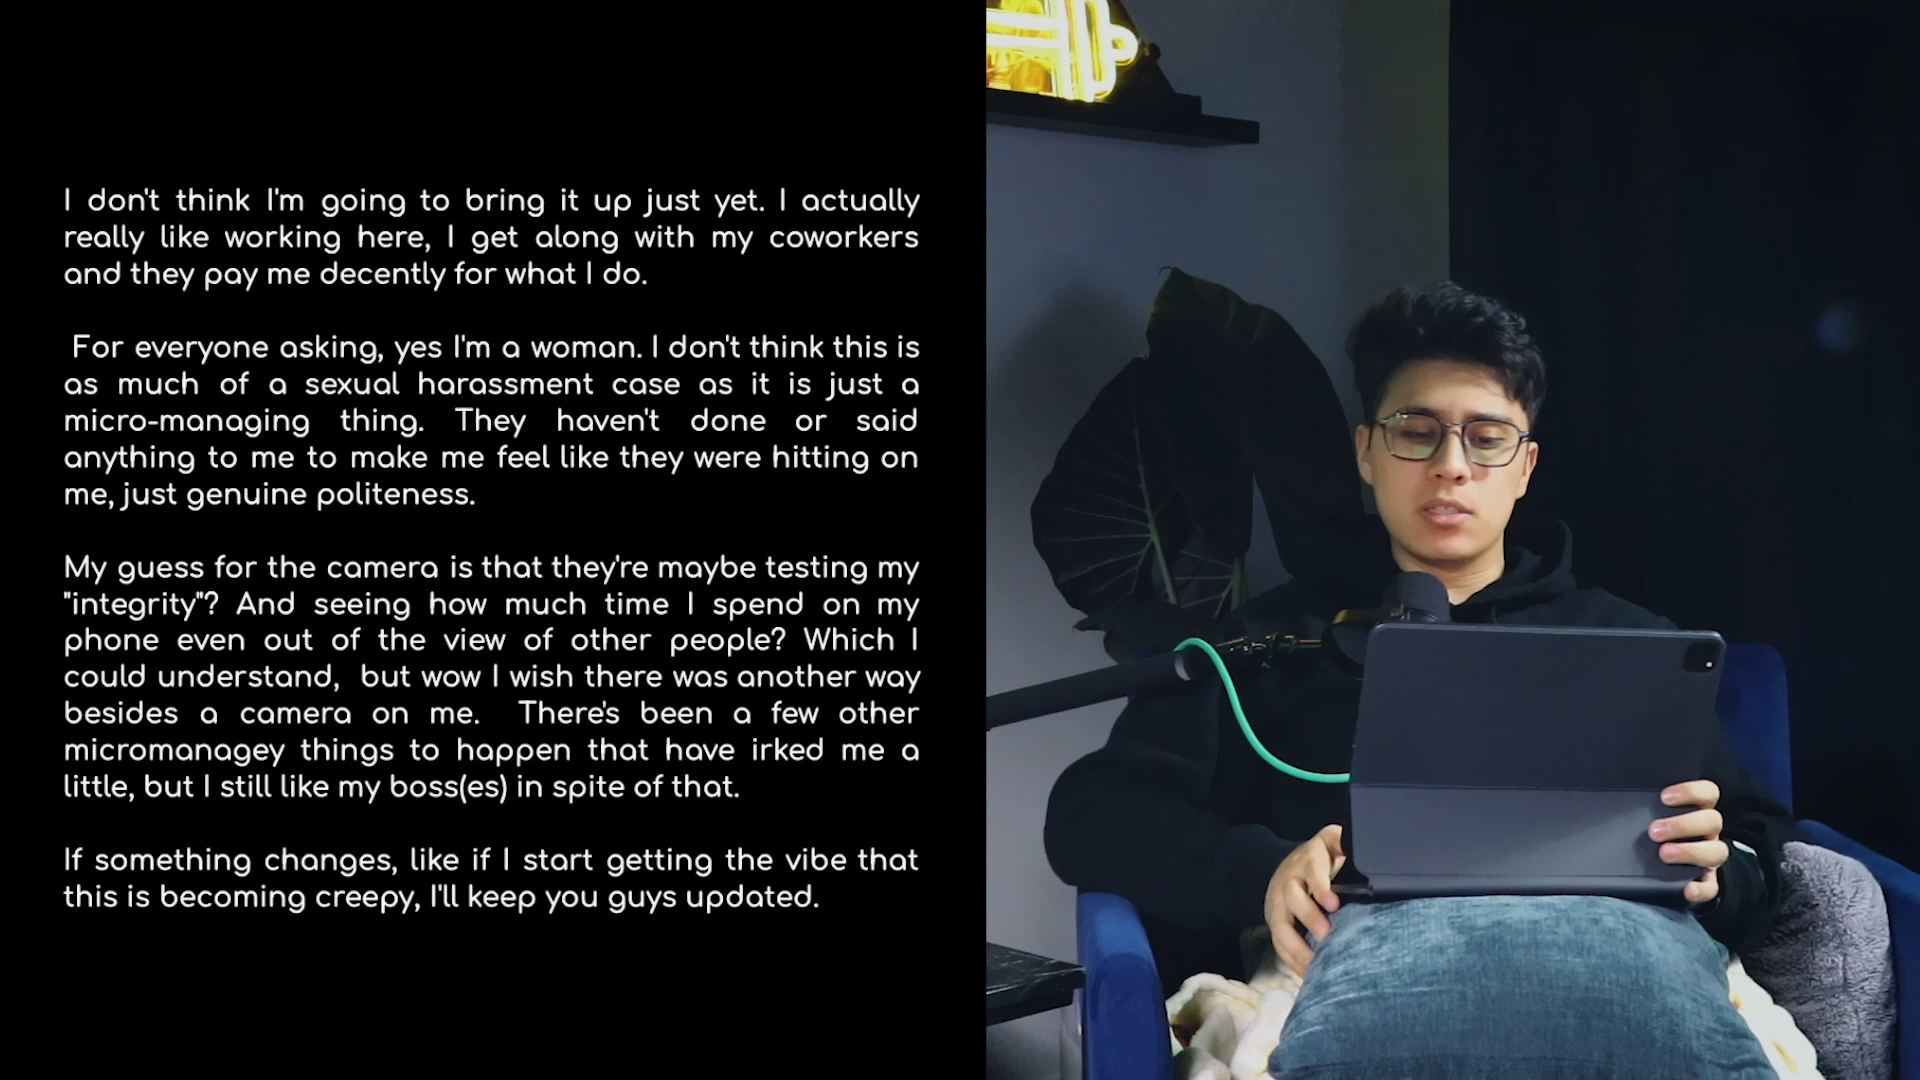 I don't think I'm going to bring it up just yet. I actually
really like working here, I get along with my coworkers
and they pay me decently for what I do.
For everyone asking, yes I'm a woman. I don't think this is
as much of a sexual harassment case as it is just a
micro-managing thing. They haven't done or said
anything to me to make me feel like they were hitting on
me, just genuine politeness.
My guess for the camera is that they're maybe testing my
"integrity"? And seeing how much time I spend on my
phone even out of the view of other people? Which I
could understand, but wow I wish there was another way
besides a camera on me. There's been a few other
micromanagey things to happen that have irked me a
little, but I still like my boss(es) in spite of that.
If something changes, like if I start getting the vibe that
this is becoming creepy, I'll keep you guys updated.